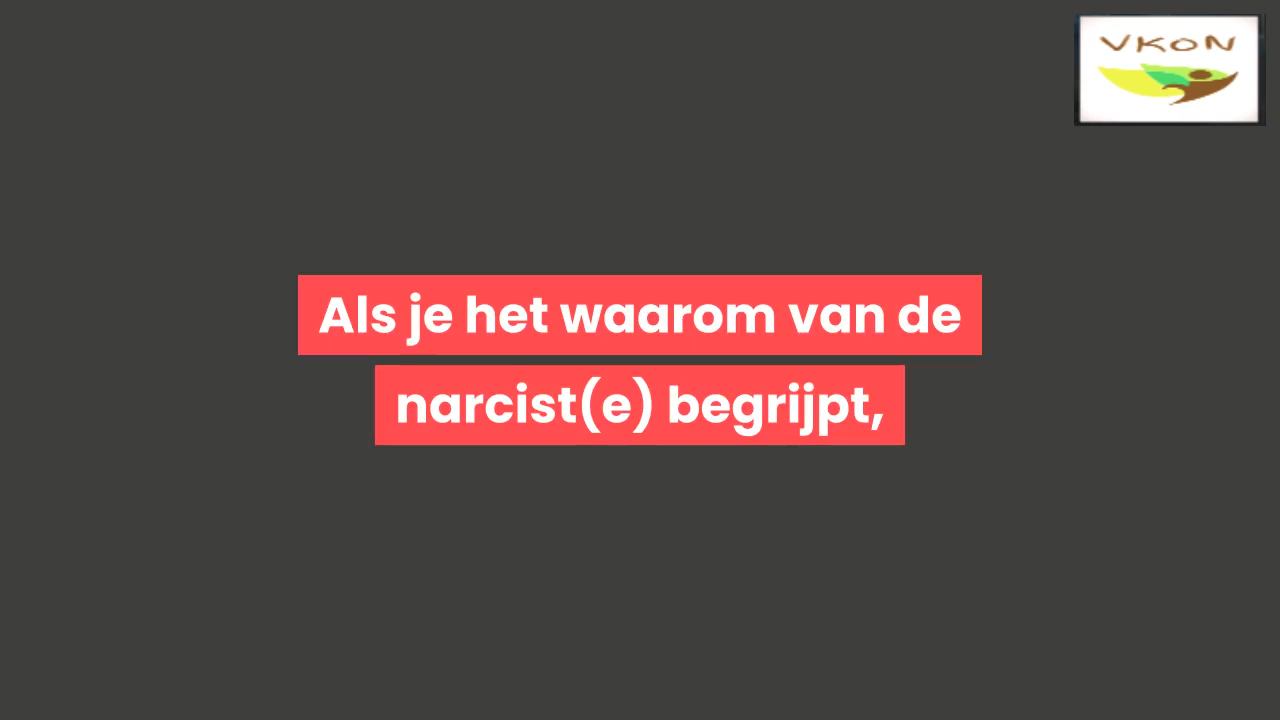 VKON
Als je het waarom van de
narcist(e) begrijpt,